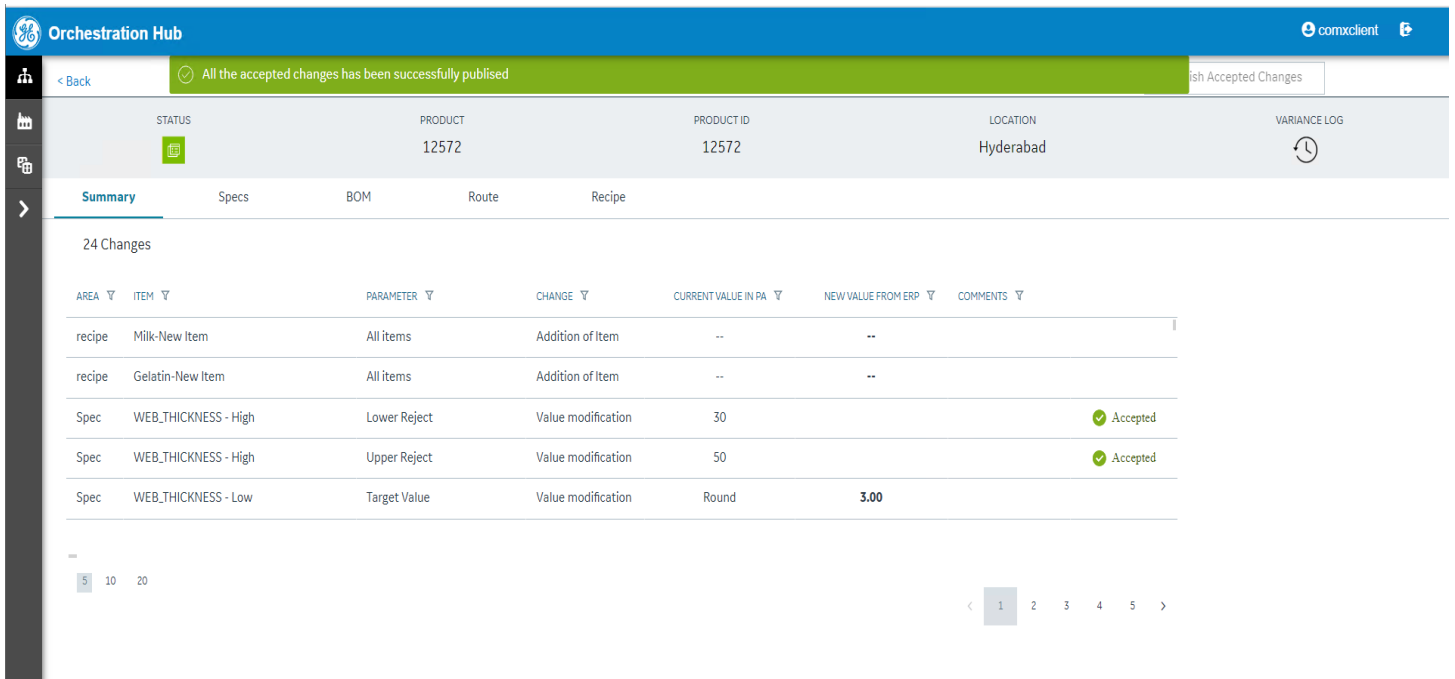 Orchestration Hub
comxclient
< Back
All the accepted changes has been successfully publised
ish Accepted Changes
STATUS PRODUCT PRODUCT ID LOCATION VARIANCE LOG
12572 12572 Hyderabad
Summary Specs BOM Route Recipe
24 Changes
AREA ITEM PARAMETER CHANGE CURRENT VALUE IN PA NEW VALUE FROM ERP COMMENTS
recipe Milk-New Item All items Addition of Item -- --
recipe Gelatin-New Item All items Addition of Item -- --
Spec WEB_THICKNESS - High Lower Reject Value modification 30 Accepted
Spec WEB_THICKNESS - High Upper Reject Value modification 50 Accepted
Spec WEB_THICKNESS - Low Target Value Value modification Round 3.00
5 10 20
< 1 2 3 4 5 >